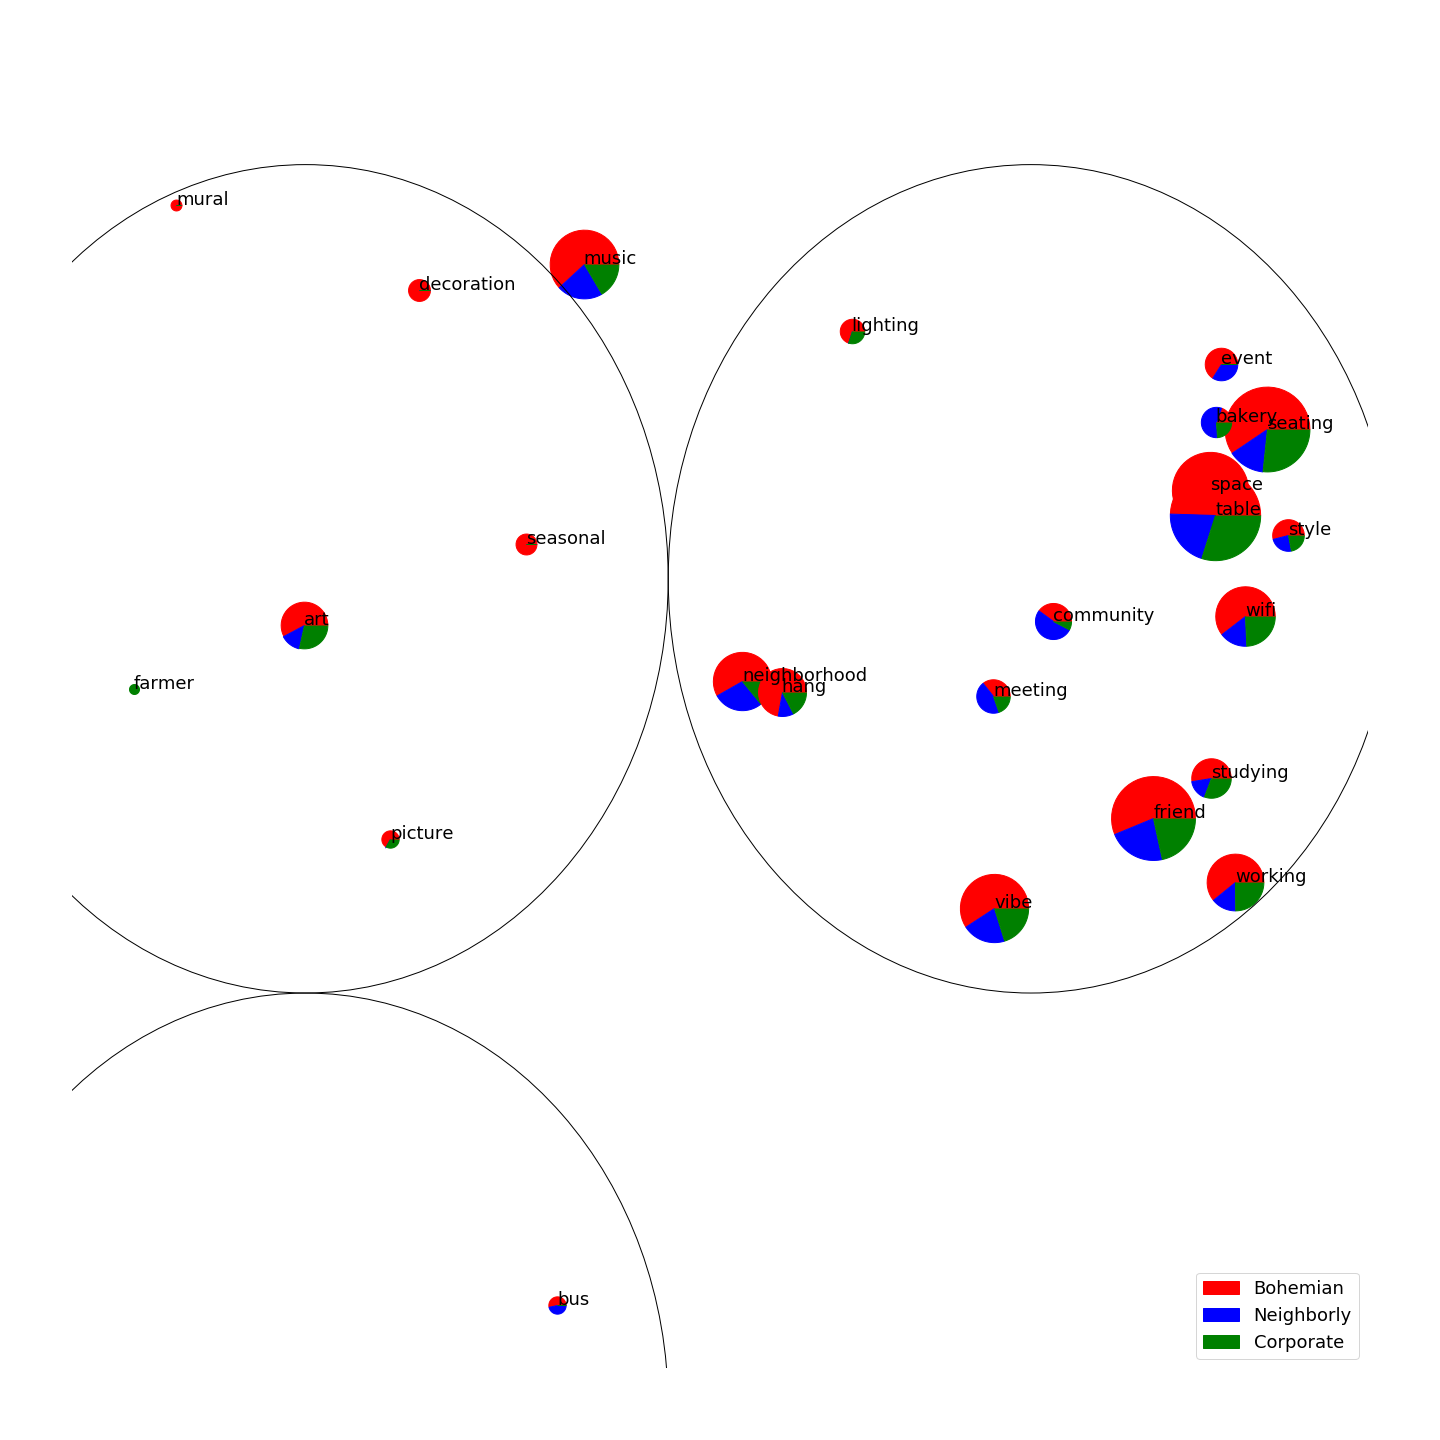 mural
music
decoration
lighting
event
bakery
seating
space
table
style
seasonal
art
community
wifi
neighborhood
hang
farmer
meeting
studying
friend
picture
working
vibe
bus
Bohemian
Neighborly
Corporate